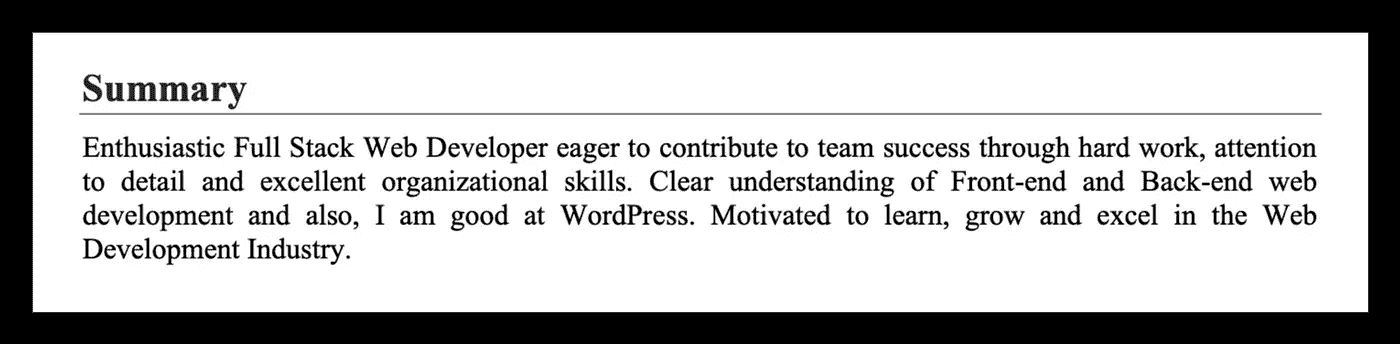 Summary
Enthusiastic Full Stack Web Developer eager to contribute to team success through hard work, attention
to detail and excellent organizational skills. Clear understanding of Front-end and Back-end web
development and also, I am good at WordPress. Motivated to learn, grow and excel in the Web
Development Industry.